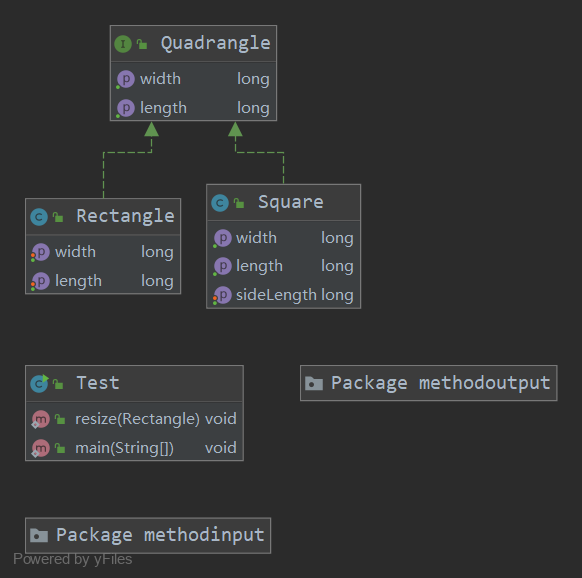 Quadrangle
width long
length long
Rectangle
width long
length long
Square
width long
length long
sideLength long
Test
resize(Rectangle) void
main(String[]) void
Package methodoutput
Package methodinput
Powered by yFiles